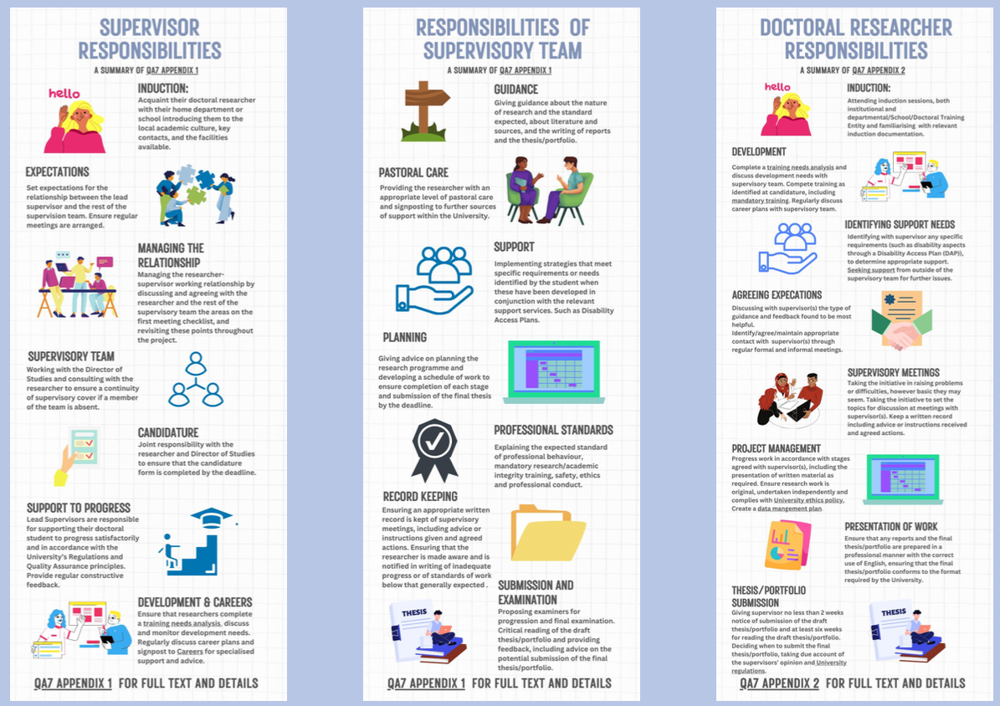 SUPERVISOR
RESPONSIBILITIES
A SUMMARY OF QA7 APPENDIX 1
hello
INDUCTION:
Acquaint their doctoral researcher
with their home department or
school introducing them to the
local academic culture, key
contacts, and the facilities
available.
EXPECTATIONS
Set expectations for the
relationship between the lead
supervisor and the rest of the
supervision team. Ensure regular
meetings are arranged.
MANAGING THE
RELATIONSHIP
Managing the researcher-
supervisor working relationship by
discussing and agreeing with the
researcher and the rest of the
supervisory team the areas on the
first meeting checklist, and
revisiting these points throughout
the project.
SUPERVISORY TEAM
Working with the Director of
Studies and consulting with the
researcher to ensure a continuity
of supervisory cover if a member
of the team is absent.
CANDIDATURE
Joint responsibility with the
researcher and Director of Studies
to ensure that the candidature
form is completed by the deadline.
SUPPORT TO PROGRESS
Lead Supervisors are responsible
for supporting their doctoral
student to progress satisfactorily
and in accordance with the
University's Regulations and
Quality Assurance principles.
Provide regular constructive
feedback.
DEVELOPMENT & CAREERS
Ensure that researchers complete
a training needs analysis, discuss
and monitor development needs.
Regularly discuss career plans and
signpost to Careers for specialised
support and advice.
QA7 APPENDIX 1 FOR FULL TEXT AND DETAILS
RESPONSIBILITIES OF
SUPERVISORY TEAM
A SUMMARY OF QA7 APPENDIX 1
GUIDANCE
Giving guidance about the nature
of research and the standard
expected, about literature and
sources, and the writing of reports
and the thesis/portfolio.
PASTORAL CARE
Providing the researcher with an
appropriate level of pastoral care
and signposting to further sources
of support within the University.
SUPPORT
Implementing strategies that meet
specific requirements or needs
identified by the student when
these have been developed in
conjunction with the relevant
support services. Such as Disability
Access Plans.
PLANNING
Giving advice on planning the
research programme and
developing a schedule of work to
ensure completion of each stage
and submission of the final thesis
by the deadline.
PROFESSIONAL STANDARDS
Explaining the expected standard
of professional behaviour,
mandatory research/academic
integrity training, safety, ethics
and professional conduct.
RECORD KEEPING
Ensuring an appropriate written
record is kept of supervisory
meetings, including advice or
instructions given and agreed
actions. Ensuring that the
researcher is made aware and is
notified in writing of inadequate
progress or of standards of work
below that generally expected .
SUBMISSION AND
EXAMINATION
Proposing examiners for
progression and final examination.
Critical reading of the draft
thesis/portfolio and providing
feedback, including advice on the
potential submission of the final
thesis/portfolio.
THESIS
QA7 APPENDIX 1 FOR FULL TEXT AND DETAILS
DOCTORAL RESEARCHER
RESPONSIBILITIES
A SUMMARY OF QA7 APPENDIX 2
hello
INDUCTION:
Attending induction sessions, both
institutional and
departmental/School/Doctoral Training
Entity and familiarising with relevant
induction documentation.
DEVELOPMENT
Complete a training needs analysis and
discuss development needs with
supervisory team. Compete training as
identified at candidature, including
mandatory training. Regularly discuss
career plans with supervisory team.
IDENTIFYING SUPPORT NEEDS
Identifying with supervisor any specific
requirements (such as disability aspects
through a Disability Access Plan (DAP)),
to determine appropriate support.
Seeking support from outside of the
supervisory team for further issues.
AGREEING EXPECATIONS
Discussing with supervisor(s) the type of
guidance and feedback found to be most
helpful.
Identify/agree/maintain appropriate
contact with supervisor(s) through
regular formal and informal meetings.
SUPERVISORY MEETINGS
Taking the initiative in raising problems
or difficulties, however basic they may
seem. Taking the initiative to set the
topics for discussion at meetings with
supervisor(s). Keep a written record
including advice or instructions received
and agreed actions.
PROJECT MANAGEMENT
Progress work in accordance with stages
agreed with supervisor(s), including the
presentation of written material as
required. Ensure research work is
original, undertaken independently and
complies with University ethics policy.
Create a data mengement plan.
PRESENTATION OF WORK
Ensure that any reports and the final
thesis/portfolio are prepared in a
professional manner with the correct
use of English, ensuring that the final
thesis/portfolio conforms to the format
required by the University.
THESIS/PORTFOLIO
SUBMISSION
Giving supervisor no less than 2 weeks
notice of submission of the draft
thesis/portfolio and at least six weeks
for reading the draft thesis/portfolio.
Deciding when to submit the final
thesis/portfolio, taking due account of
the supervisors' opinion and University
regulations.
THESIS
QA7 APPENDIX 2 FOR FULL TEXT AND DETAILS